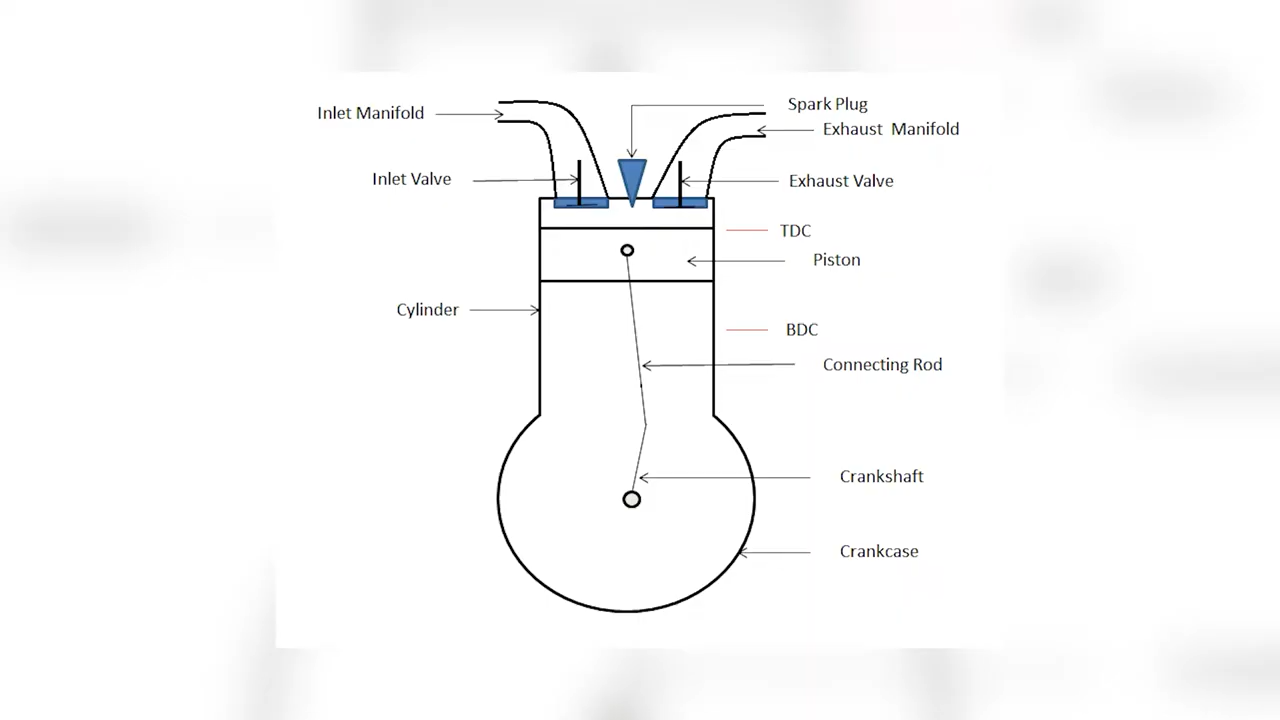 Spark Plug
Inlet Manifold
Exhaust Manifold
Inlet Valve
Exhaust Valve
TDC
Piston
Cylinder
BDC
Connecting Rod
Crankshaft
Crankcase